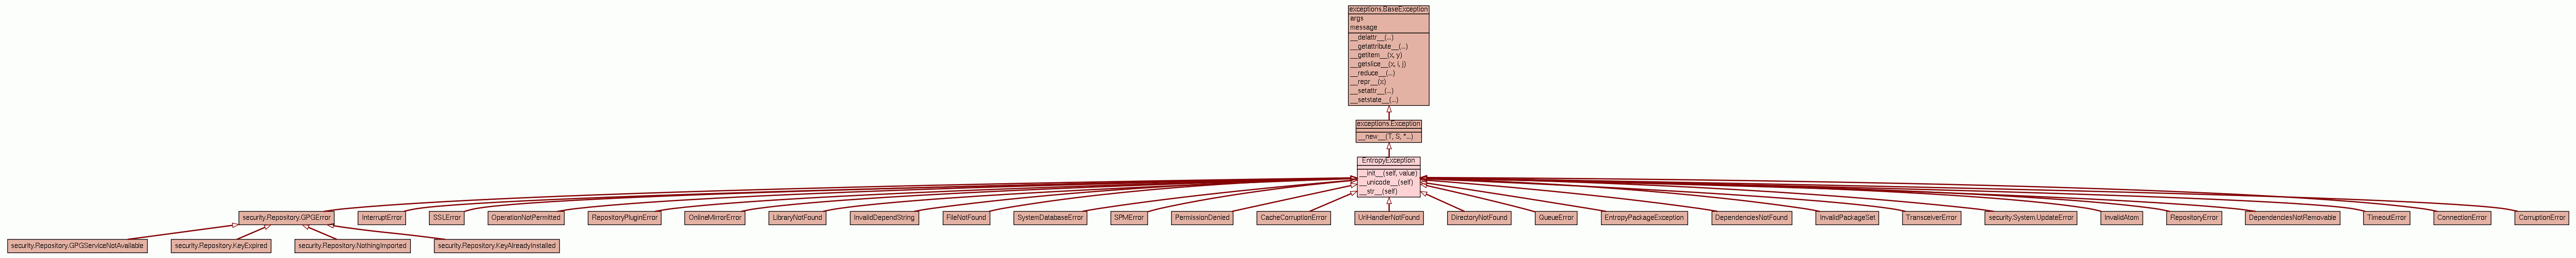 exceptions.BaseException
args
message
__delattr__(...)
__getattribute__(...)
__getitem__(x, y)
__getslice__(x, i, j)
__reduce__(...)
__repr__(x)
__setattr__(...)
__setstate__(...)
exceptions.Exception
__new__(T, S, *...)
EntropyException
__init__(self, value)
__unicode__(self)
__str__(self)
security.Repository.GPGError
InterruptError
SSLError
OperationNotPermitted
RepositoryPluginError
OnlineMirrorError
LibraryNotFound
InvalidDependString
FileNotFound
SystemDatabaseError
SPMError
PermissionDenied
CacheCorruptionError
UriHandlerNotFound
DirectoryNotFound
QueueError
EntropyPackageException
DependenciesNotFound
InvalidPackageSet
TransceiverError
security.System.UpdateError
InvalidAtom
RepositoryError
DependenciesNotRemovable
TimeoutError
ConnectionError
CorruptionError
security.Repository.GPGServiceNotAvailable
security.Repository.KeyExpired
security.Repository.NothingImported
security.Repository.KeyAlreadyInstalled